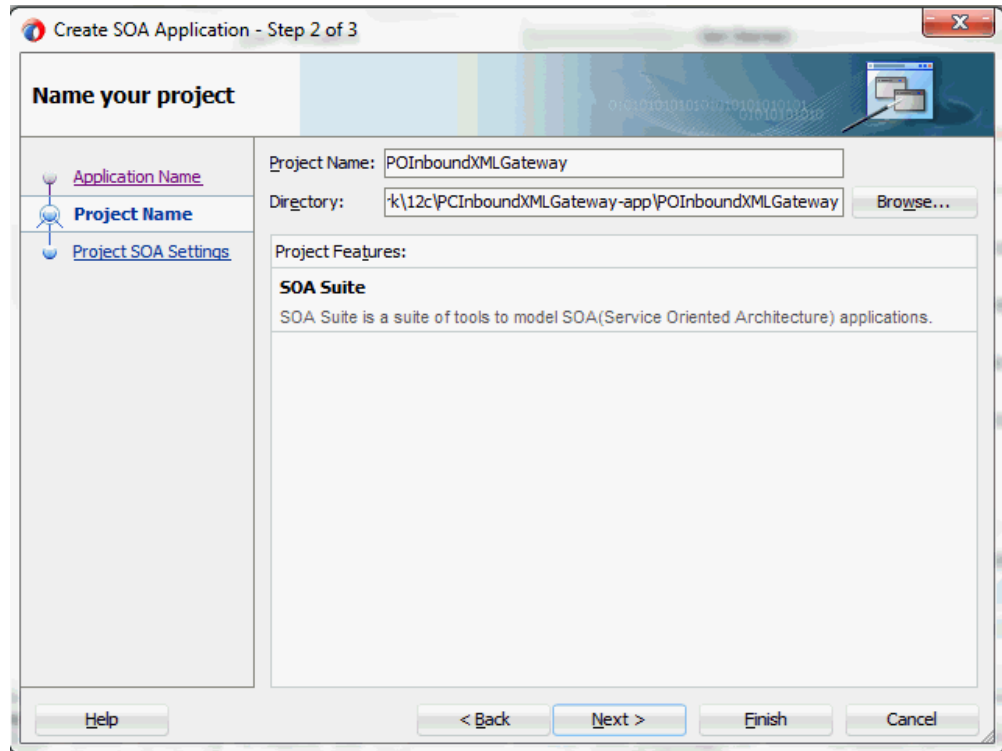 Create SOA Application - Step 2 of 3
Name your project
Application Name
Project Name
Project SOA Settings
Project Name: POInboundXMLGateway
Directory: k\12c\PCInboundXMLGateway-app\POInboundXMLGateway Browse...
Project Features:
SOA Suite
SOA Suite is a suite of tools to model SOA(Service Oriented Architecture) applications.
Help < Back Next > Finish Cancel